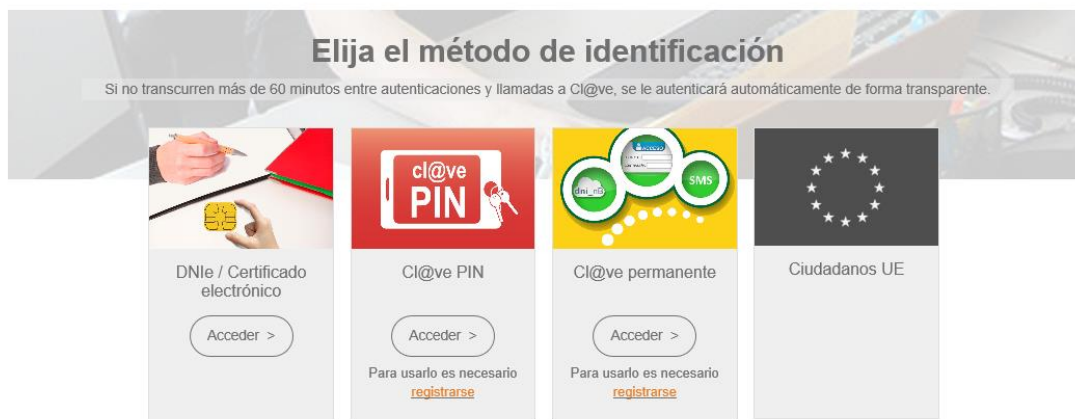 Elija el método de identificación
Si no transcurren más de 60 minutos entre autenticaciones y llamadas a Cl@ve, se le autenticará automáticamente de forma transparente.
cl@ve
PIN
ACCESO
dni_nB
SMS
DNIe / Certificado
electrónico
Acceder >
Cl@ve PIN
Acceder >
Para usarlo es necesario
registrarse
Cl@ve permanente
Acceder >
Para usarlo es necesario
registrarse
Ciudadanos UE